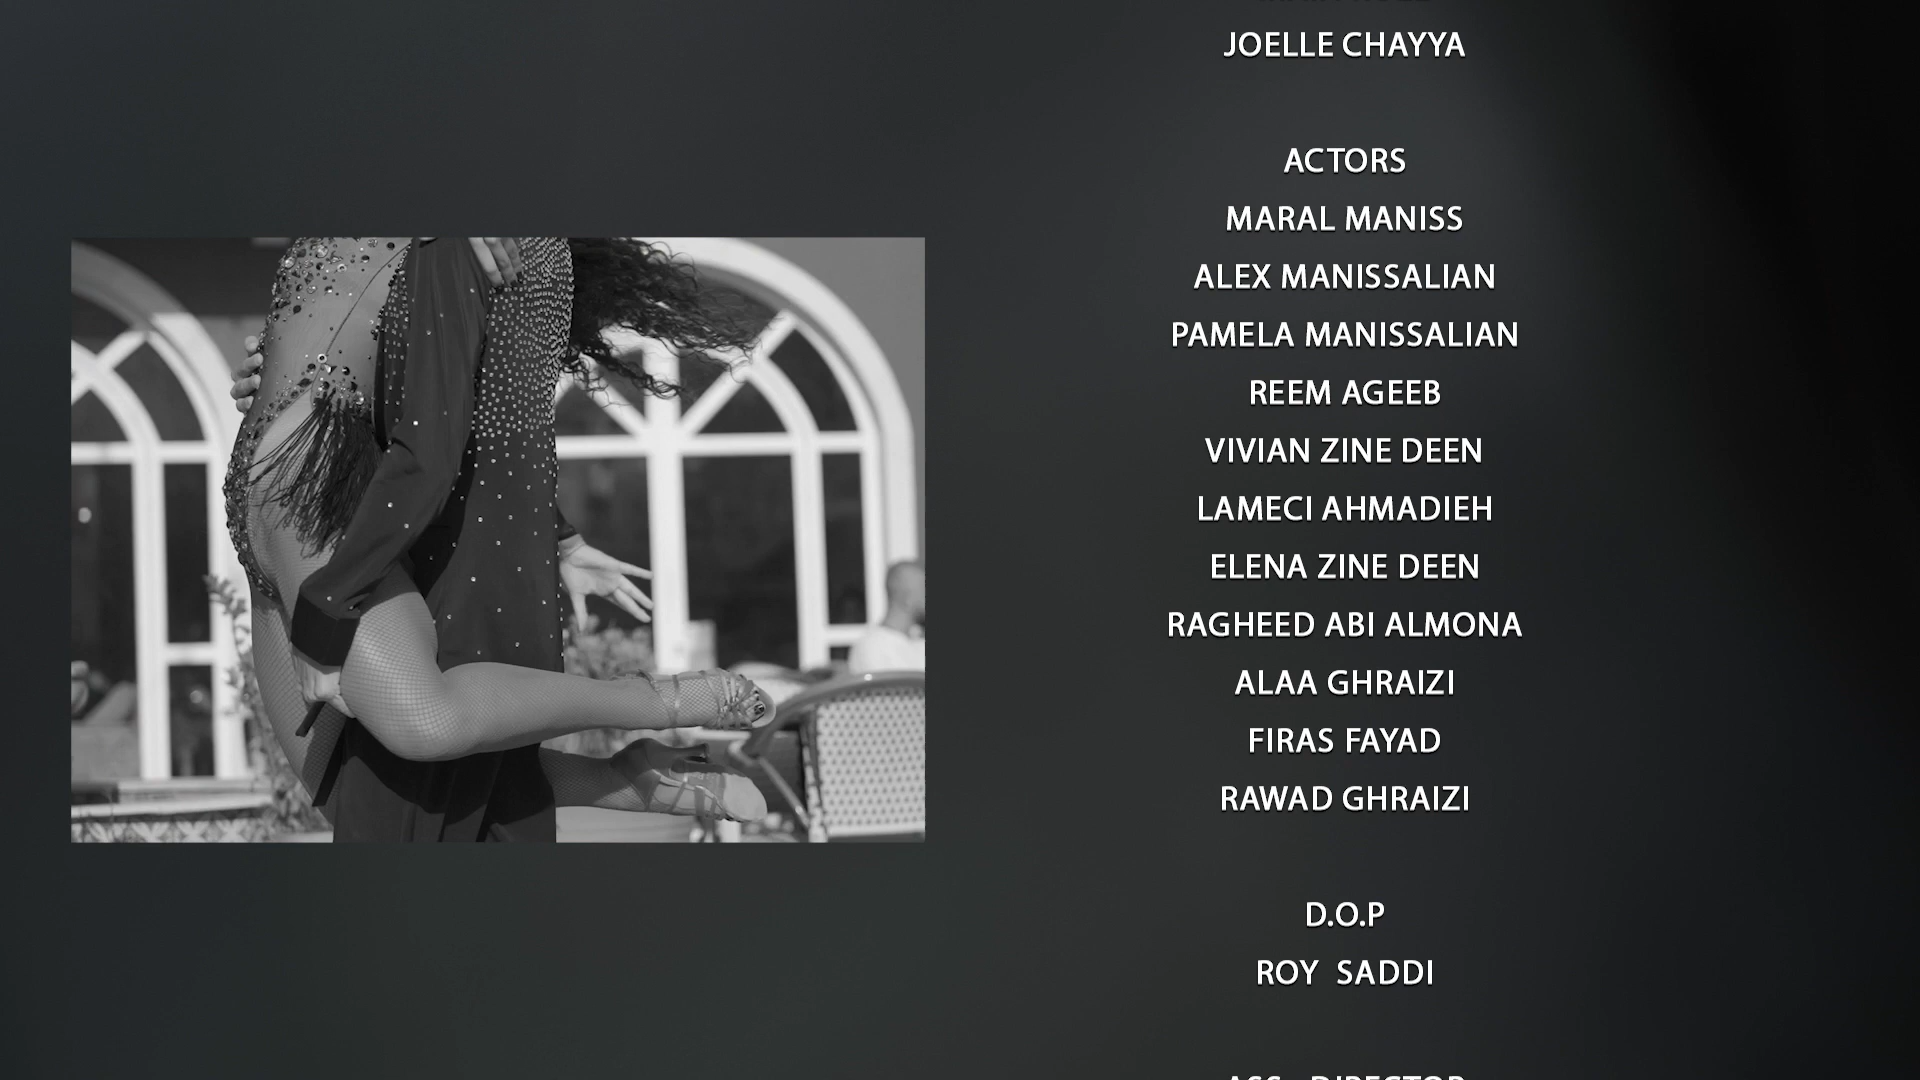 JOELLE CHAYYA
ACTORS
MARAL MANISS
ALEX MANISSALIAN
PAMELA MANISSALIAN
REEM AGEEB
VIVIAN ZINE DEEN
LAMECI AHMADIEH
ELENA ZINE DEEN
RAGHEED ABI ALMONA
ALAA GHRAIZI
FIRAS FAYAD
RAWAD GHRAIZI
D.O.P
ROY SADDI